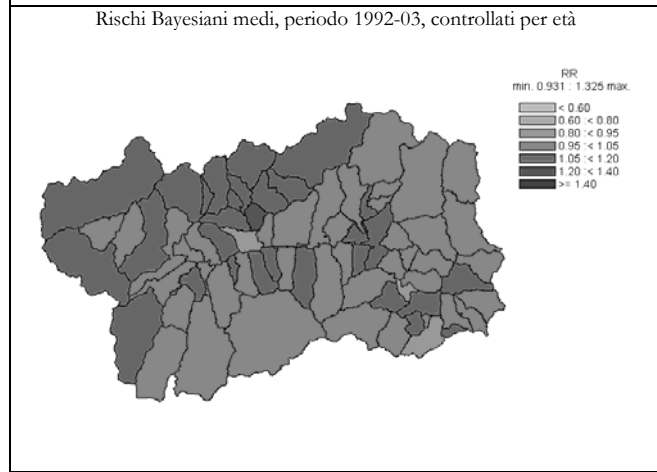 Rischi Bayesiani medi, periodo 1992-03, controllati per età
RR
min. 0.931 : 1.325 max.
< 0.60
0.60 :< 0.80
0.80 :< 0.95
0.95 :< 1.05
1.05 :< 1.20
1.20 :< 1.40
>= 1.40